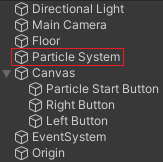 Directional Light
Main Camera
Floor
Particle System
Canvas
Particle Start Button
Right Button
Left Button
EventSystem
Origin